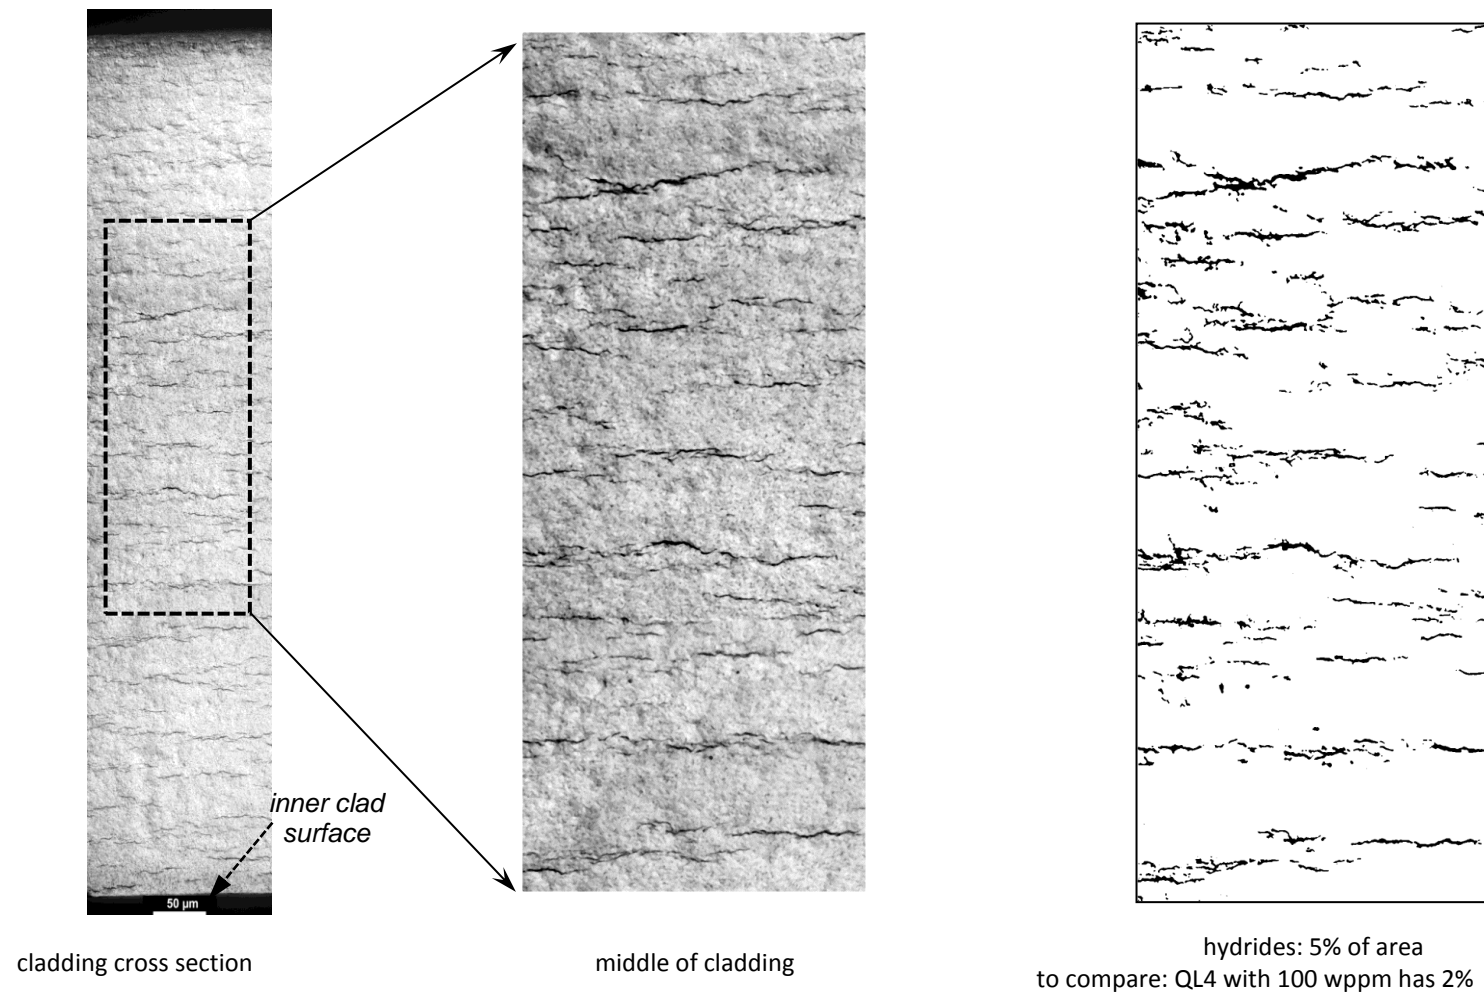 inner clad
surface
50 µm
cladding cross section
middle of cladding
hydrides: 5% of area
to compare: QL4 with 100 wppm has 2%